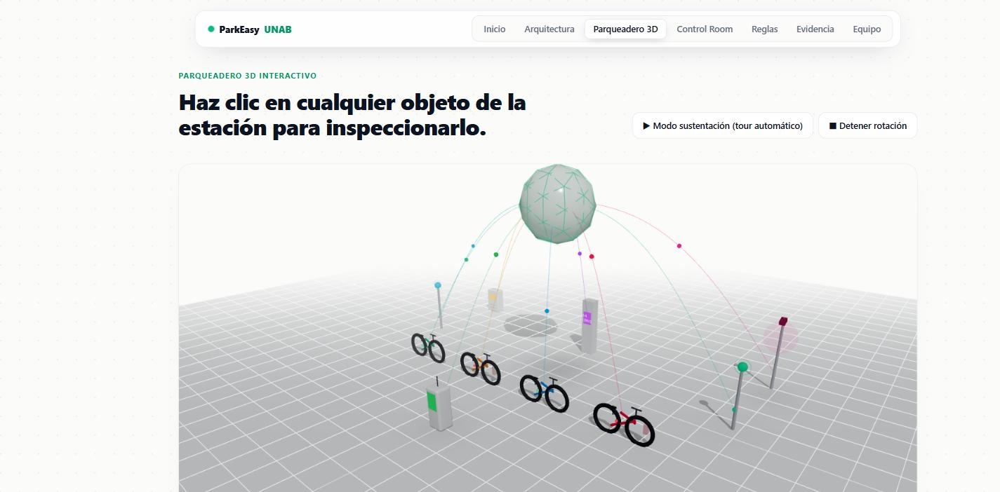 ParkEasy UNAB
Inicio
Arquitectura
Parqueadero 3D
Control Room
Reglas
Evidencia
Equipo
PARQUEADERO 3D INTERACTIVO
Haz clic en cualquier objeto de la
estación para inspeccionarlo.
▶ Modo sustentación (tour automático)
■ Detener rotación